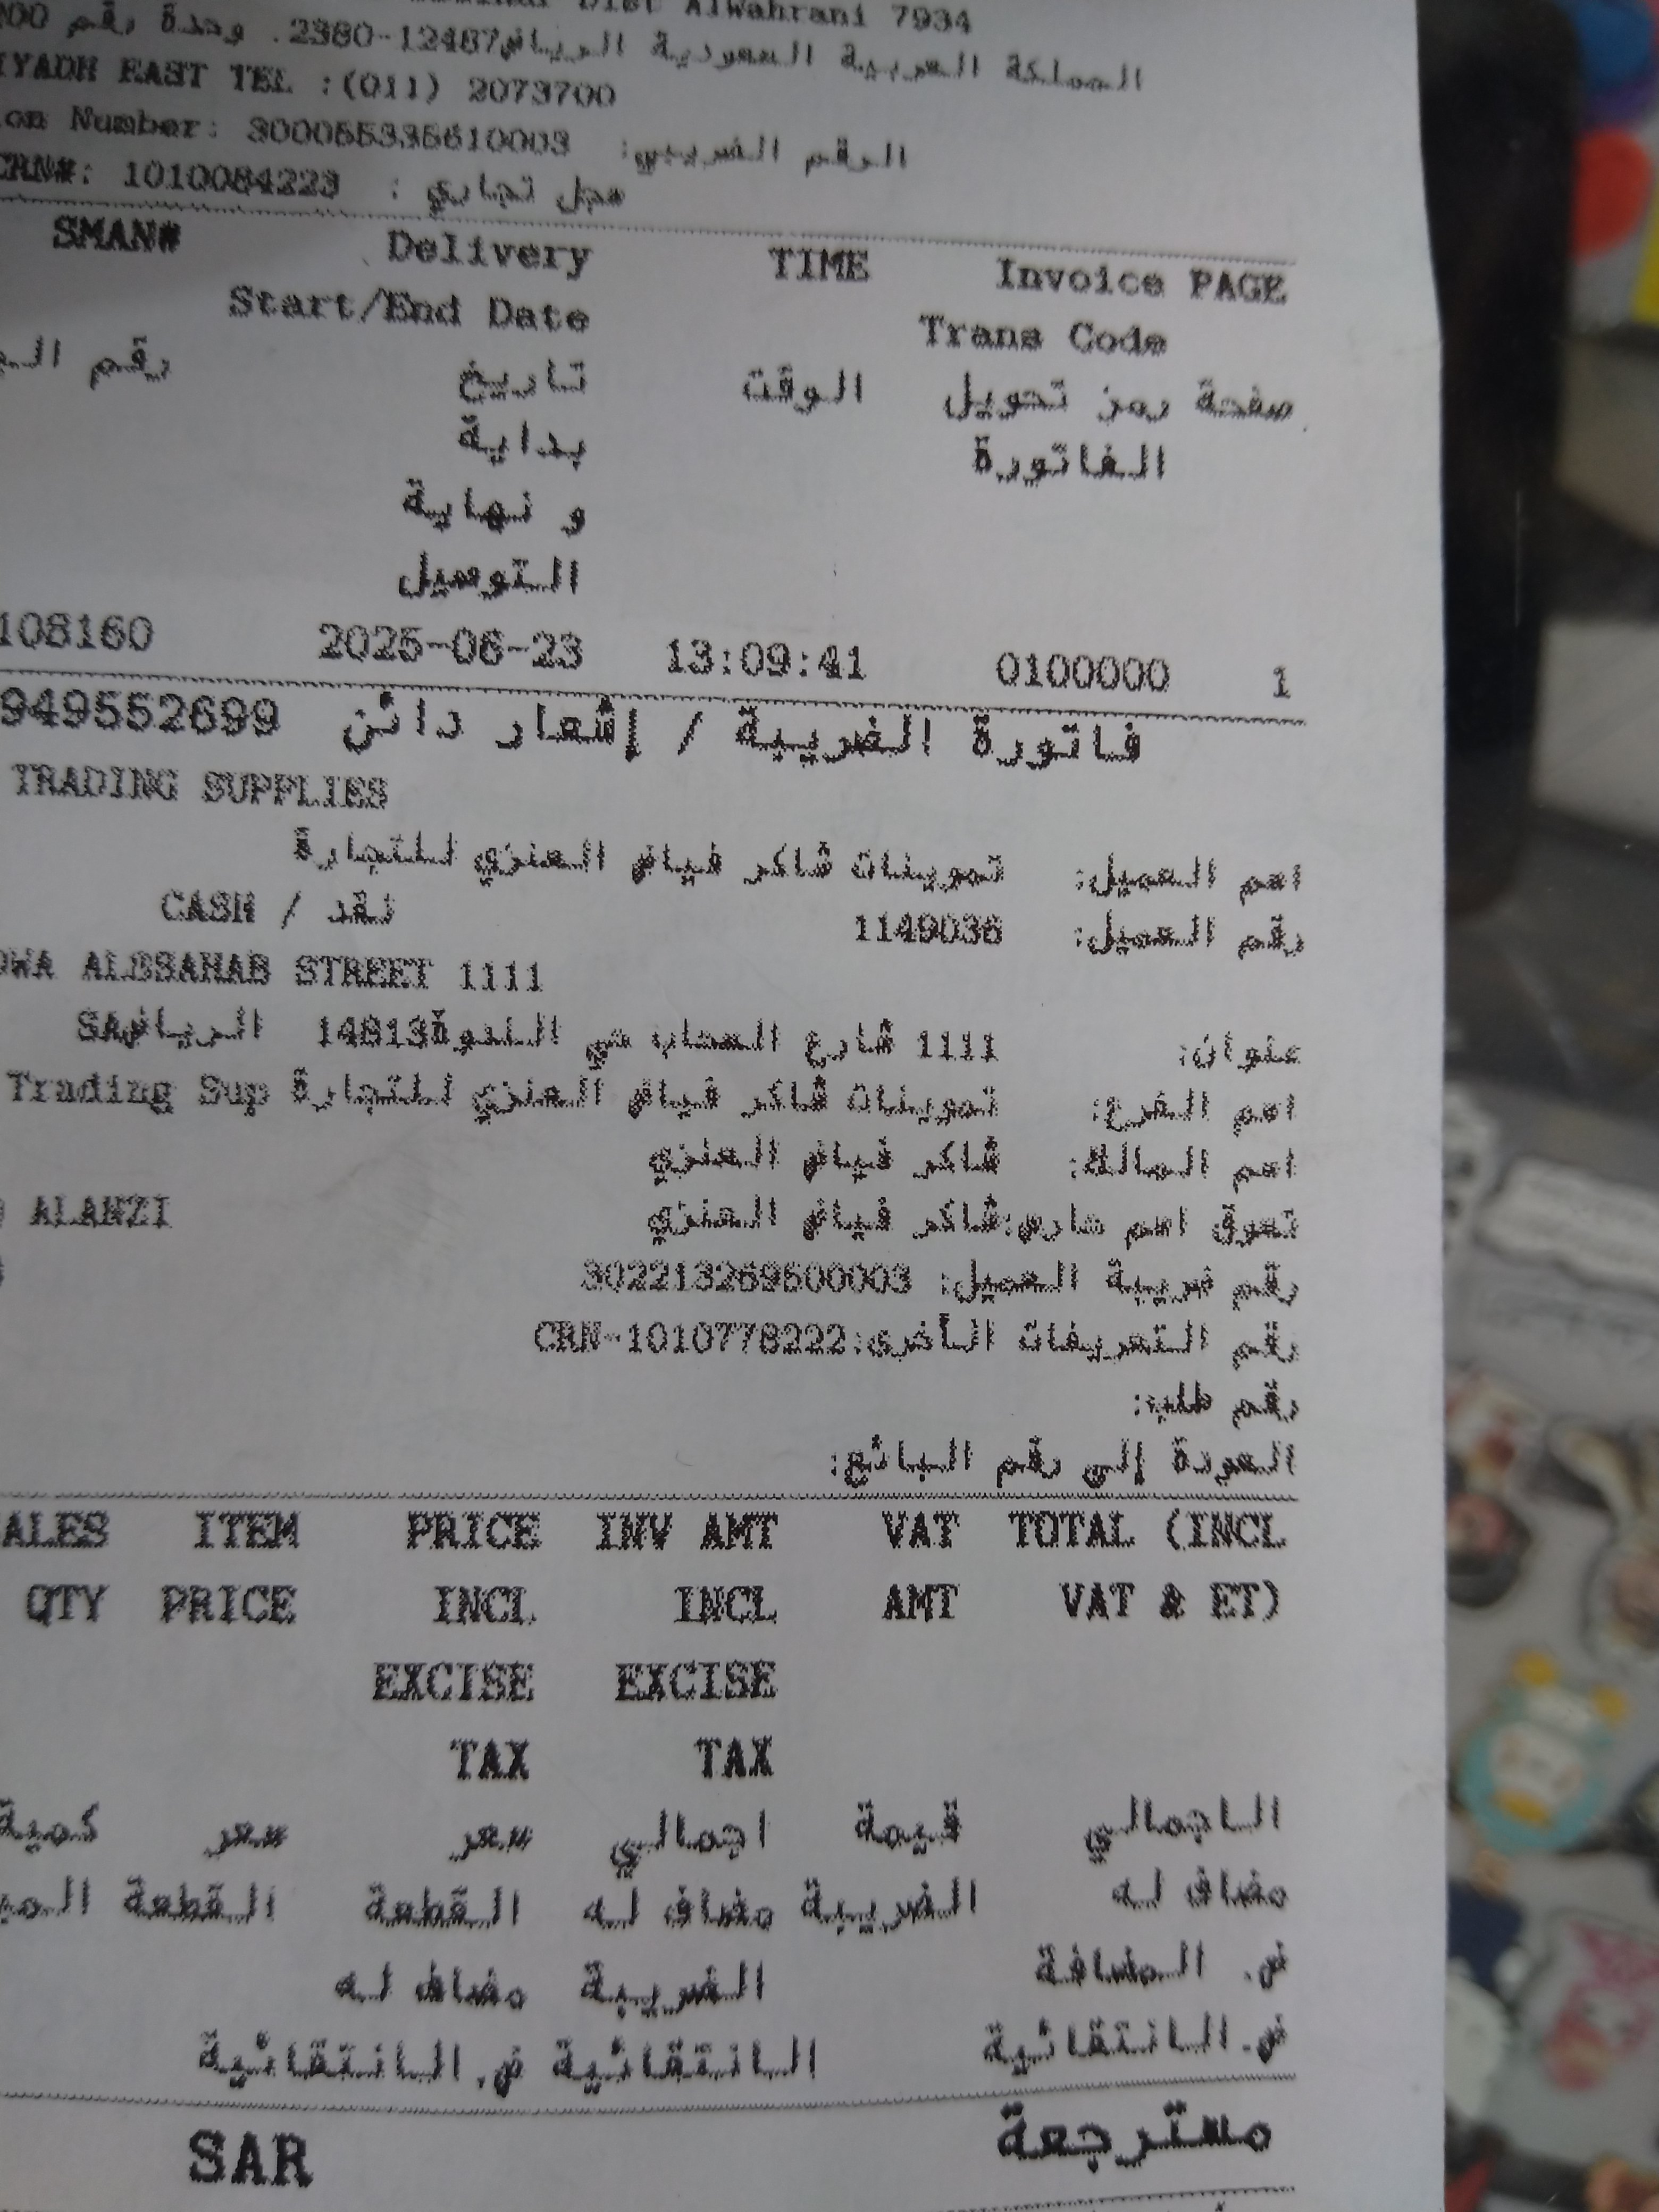 Dist Alwahrani 7934
المملكة العربية السعودية الرياض 12487-2380. وحدة رقم
EAST TEL :(011) 2073700
Number: 300055335610003 الرقم الضريبي:
CRN#: 1010084223 سجل تجاري :
SMAN# Delivery TIME Invoice PAGE
Start/End Date Trans Code
رقم تاريخ الوقت صفحة رمز تحويل
بداية الفاتورة
و نهاية
التوصيل
108160 2025-06-23 13:09:41 0100000 1
949552699 فاتورة الضريبة / إشعار دائن
TRADING SUPPLIES
اسم العميل: تموينات شاكر فياض العنزي للتجارة
CASH / نقد
رقم العميل: 1149036
STREET 1111
عنوان: 1111 شارع السحاب حي الندوة 14813 الرياض SA
اسم الفرع: تموينات شاكر فياض العنزي للتجارة Trading Sup
اسم المالك: شاكر فياض العنزي
تسوق اسم مارس:شاكر فياض العنزي
ALANZI
رقم ضريبة العميل: 302213269500003
رقم التعريفات الأخرى:CRN-1010778222
رقم طلب:
العودة إلى رقم البائع:
ALES ITEM PRICE INV AMT VAT TOTAL (INCL
QTY PRICE INCL INCL AMT VAT & ET)
EXCISE EXCISE
TAX TAX
كمية سعر سعر اجمالي قيمة الاجمالي
القطعة القطعة مضاف له الضريبة مضاف له
مضاف له الضريبة ض. المضافة
ض. الانتقائية الانتقائية ض.الانتقائية
SAR مسترجعة